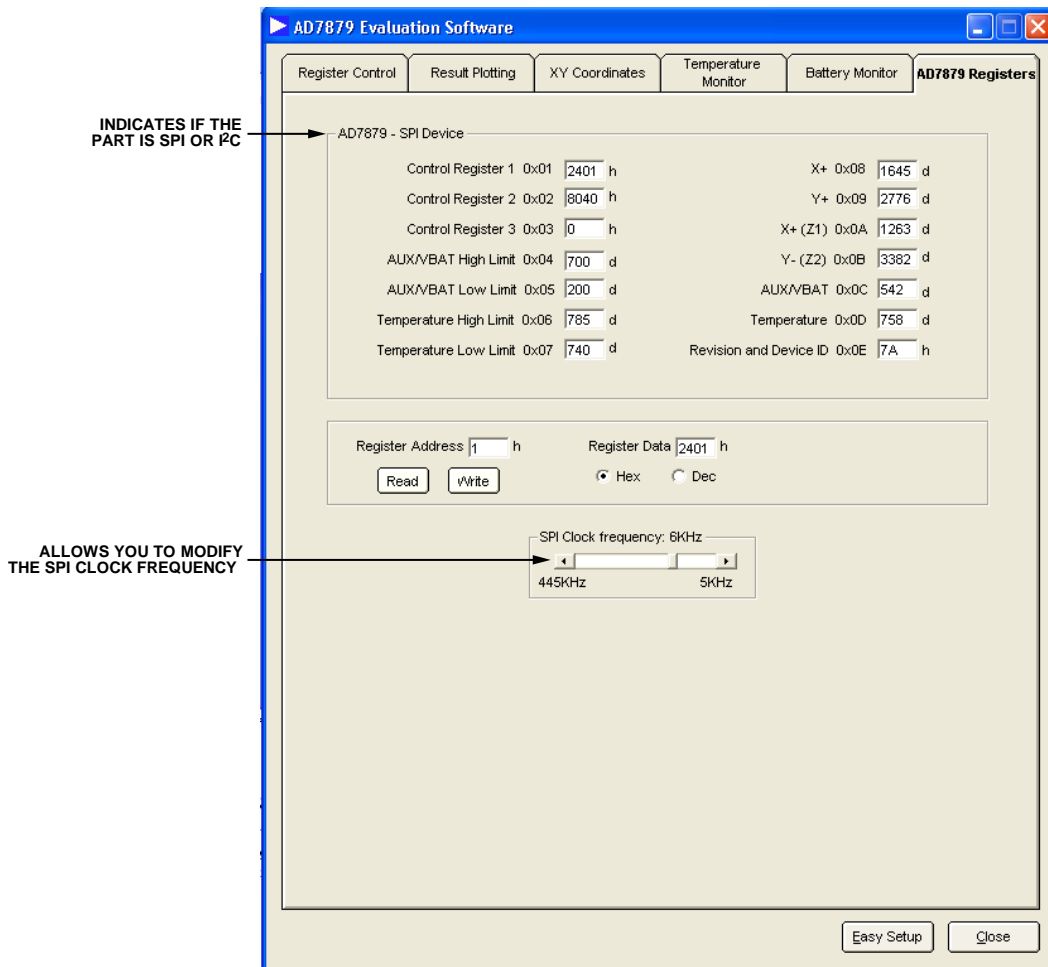 AD7879 Evaluation Software
Register Control
Result Plotting
XY Coordinates
Temperature
Monitor
Battery Monitor
AD7879 Registers
INDICATES IF THE
PART IS SPI OR I2C
AD7879 - SPI Device
Control Register 1 0x01 2401 h
X+ 0x08 1645 d
Control Register 2 0x02 8040 h
Y+ 0x09 2776 d
Control Register 3 0x03 0 h
X+ (Z1) 0x0A 1263 d
AUX/VBAT High Limit 0x04 700 d
Y- (Z2) 0x0B 3382 d
AUX/VBAT Low Limit 0x05 200 d
AUX/VBAT 0x0C 542 d
Temperature High Limit 0x06 785 d
Temperature 0x0D 758 d
Temperature Low Limit 0x07 740 d
Revision and Device ID 0x0E 7A h
Register Address 1 h
Register Data 2401 h
Read
Write
Hex
Dec
ALLOWS YOU TO MODIFY
THE SPI CLOCK FREQUENCY
SPI Clock frequency: 6KHz
445KHz
5KHz
Easy Setup
Close